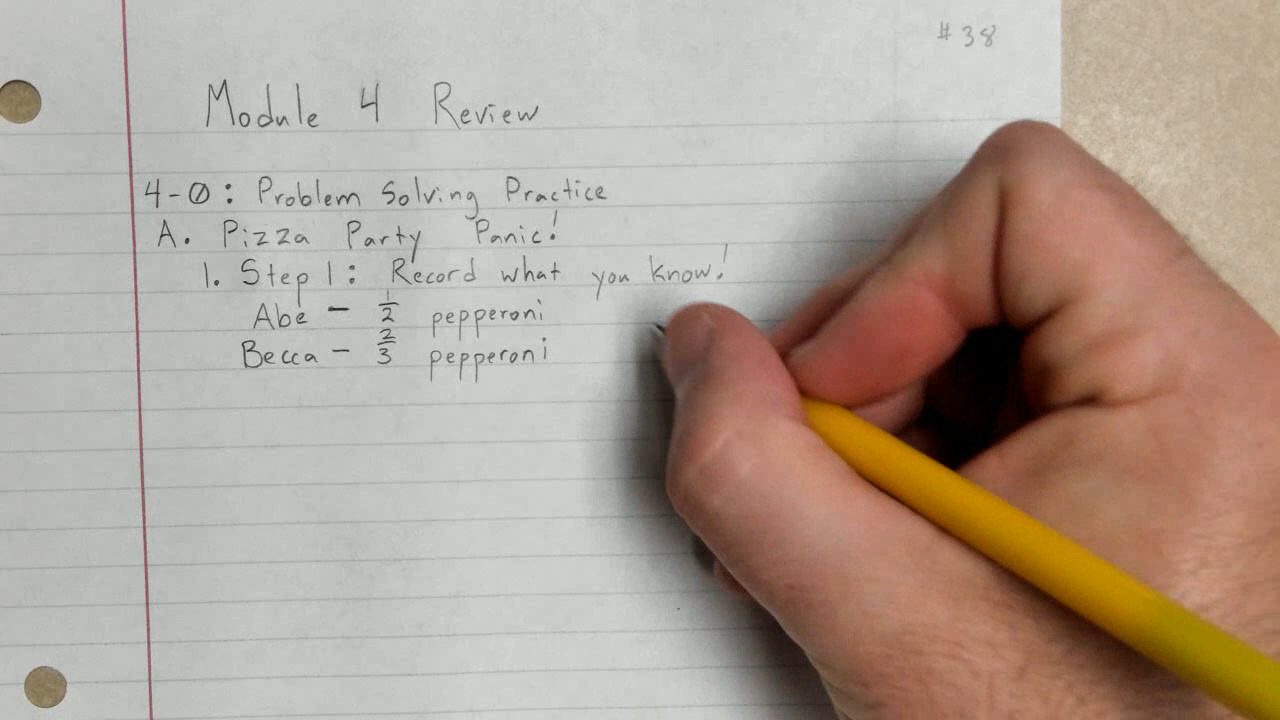 # 38
Module 4 Review
4-0: Problem Solving Practice
A. Pizza Party Panic!
1. Step 1: Record what you know!
Abe - 1/2 pepperoni
Becca - 2/3 pepperoni